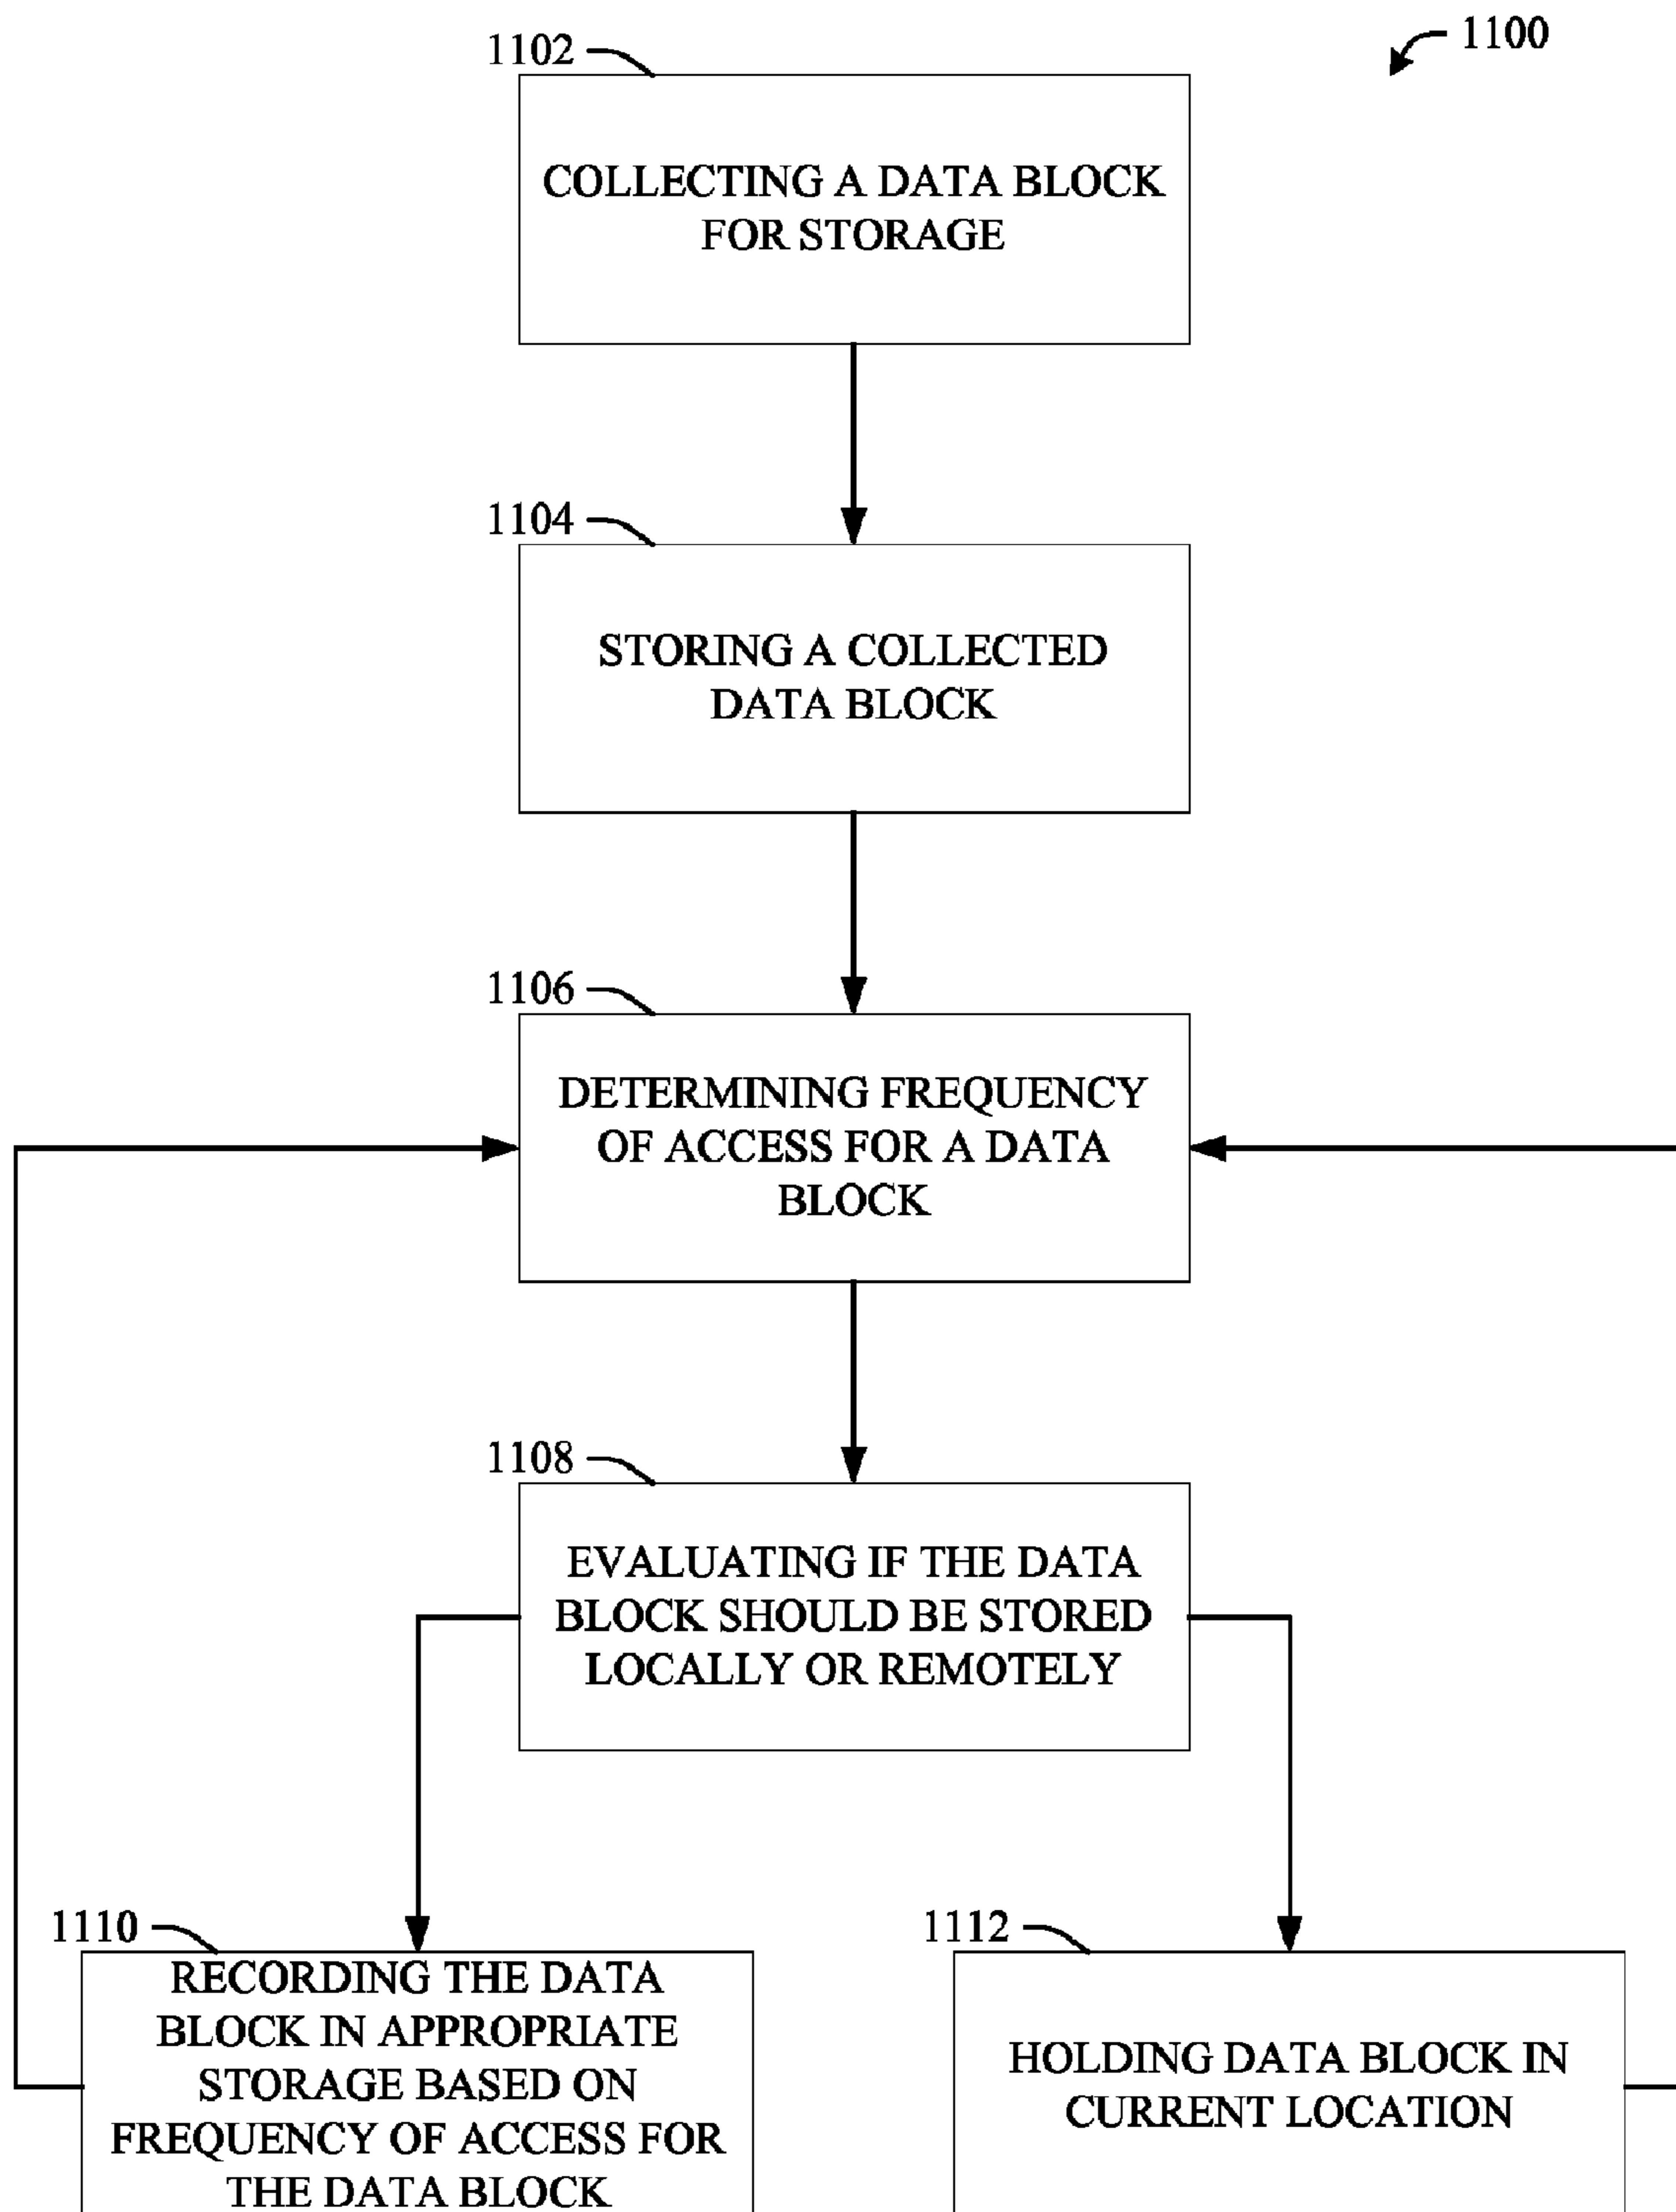 1100
1102
COLLECTING A DATA BLOCK
FOR STORAGE
1104
STORING A COLLECTED
DATA BLOCK
1106
DETERMINING FREQUENCY
OF ACCESS FOR A DATA
BLOCK
1108
EVALUATING IF THE DATA
BLOCK SHOULD BE STORED
LOCALLY OR REMOTELY
1110
RECORDING THE DATA
BLOCK IN APPROPRIATE
STORAGE BASED ON
FREQUENCY OF ACCESS FOR
THE DATA BLOCK
1112
HOLDING DATA BLOCK IN
CURRENT LOCATION